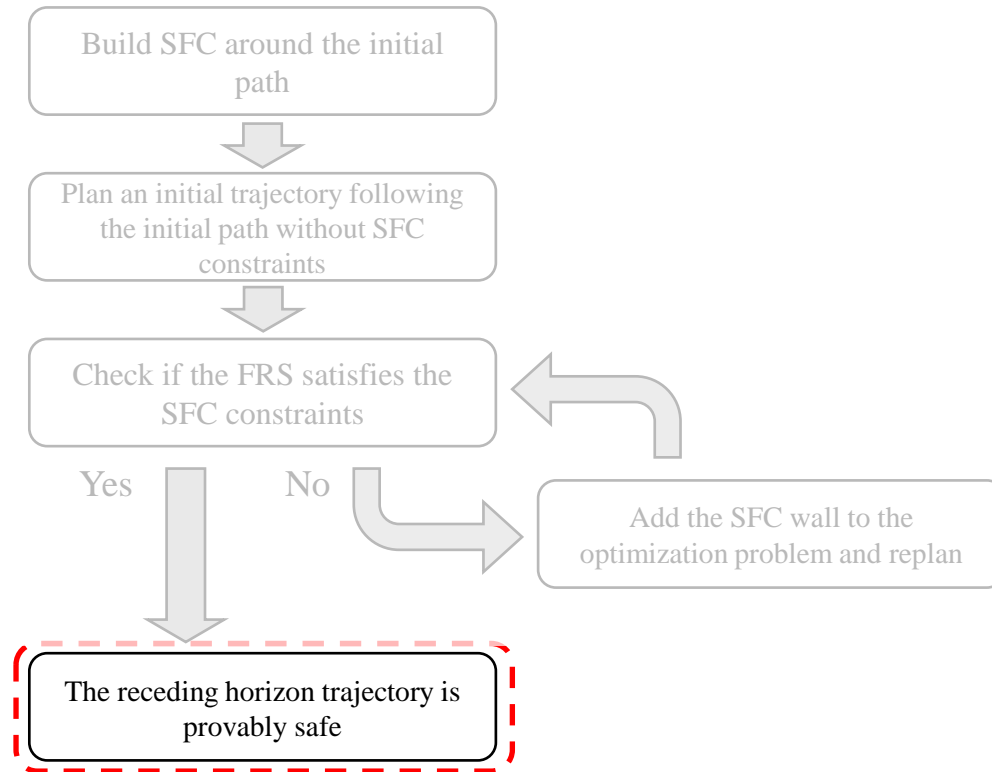 Build SFC around the initial
path
Plan an initial trajectory following
the initial path without SFC
constraints
Check if the FRS satisfies the
SFC constraints
Yes
No
Add the SFC wall to the
optimization problem and replan
The receding horizon trajectory is
provably safe